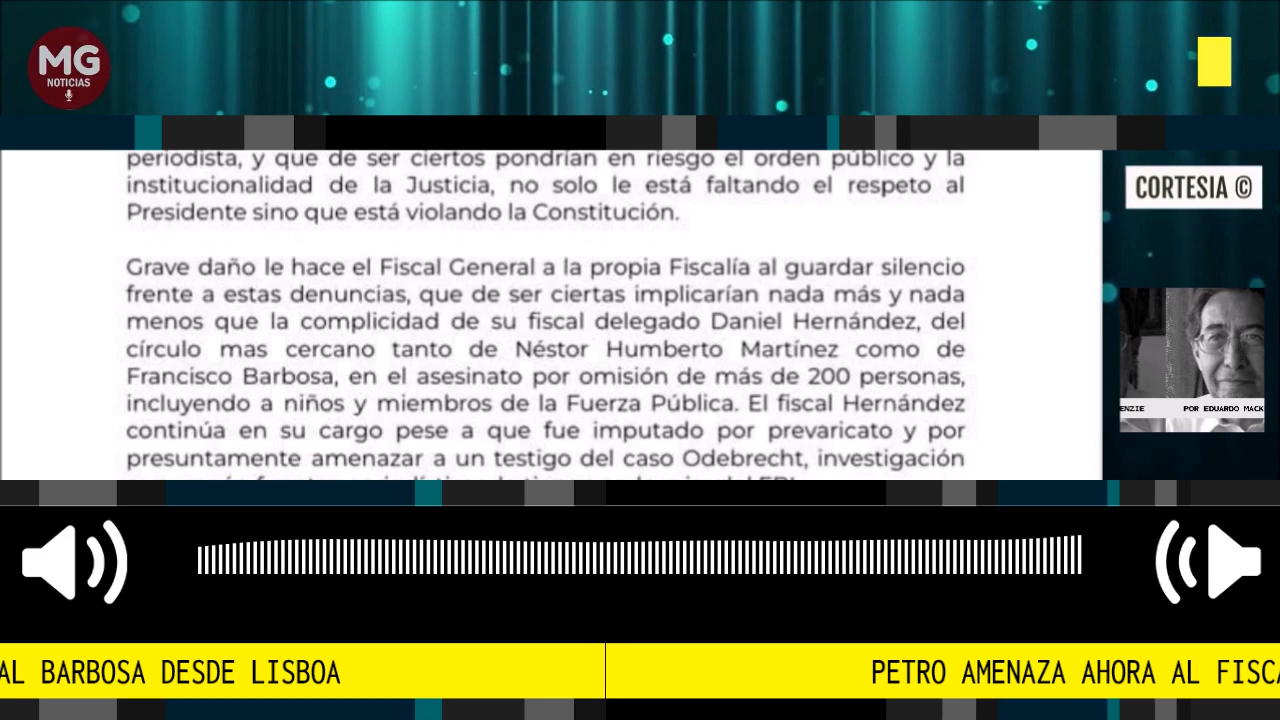 MG
NOTICIAS
periodista, y que de ser ciertos pondrían en riesgo el orden público y la
institucionalidad de la Justicia, no solo le está faltando el respeto al
Presidente sino que está violando la Constitución.
Grave daño le hace el Fiscal General a la propia Fiscalía al guardar silencio
frente a estas denuncias, que de ser ciertas implicarían nada más y nada
menos que la complicidad de su fiscal delegado Daniel Hernández, del
círculo mas cercano tanto de Néstor Humberto Martínez como de
Francisco Barbosa, en el asesinato por omisión de más de 200 personas,
incluyendo a niños y miembros de la Fuerza Pública. El fiscal Hernández
continúa en su cargo pese a que fue imputado por prevaricato y por
presuntamente amenazar a un testigo del caso Odebrecht, investigación
CORTESIA ©
ENZIE POR EDUARDO MACK
AL BARBOSA DESDE LISBOA
PETRO AMENAZA AHORA AL FISCA